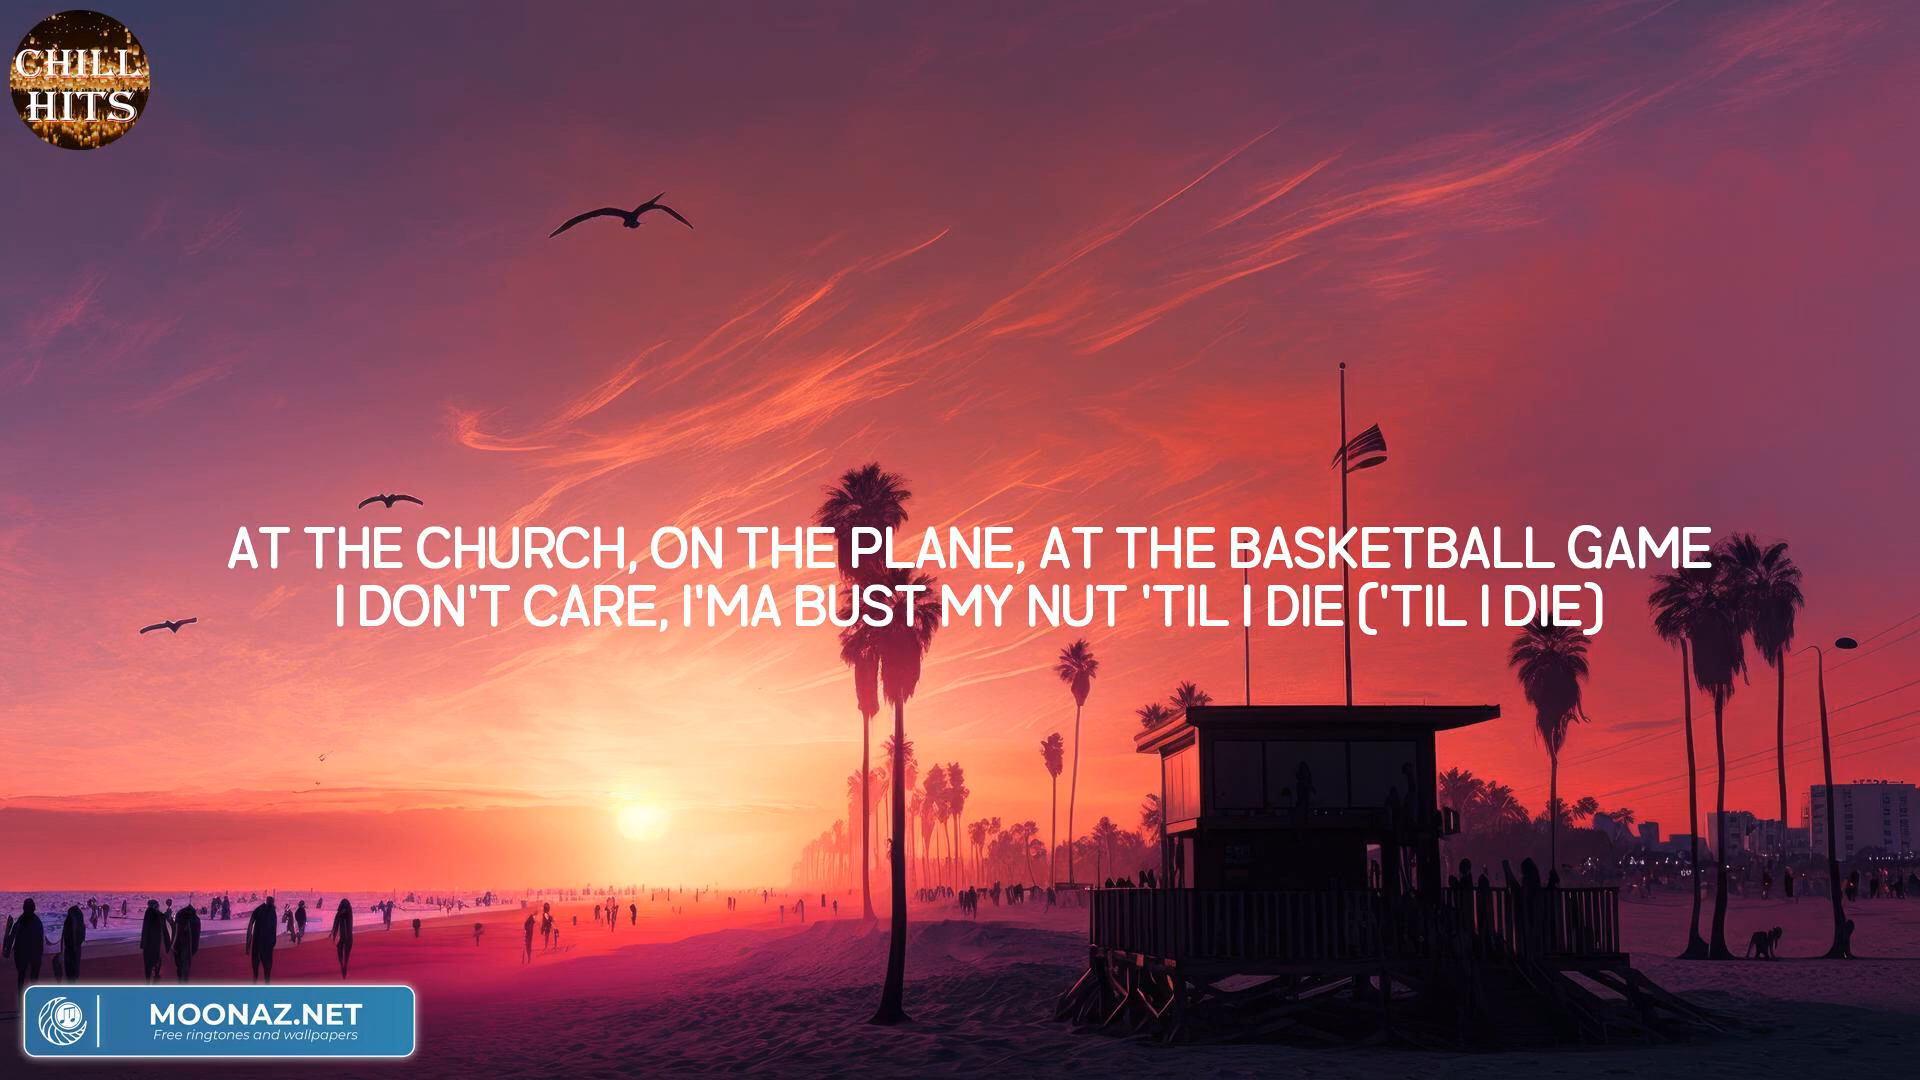 CHILL
HITS
AT THE CHURCH, ON THE PLANE, AT THE BASKETBALL GAME
I DON'T CARE, I'MA BUST MY NUT 'TIL I DIE ('TIL I DIE)
MOONAZ.NET
Free ringtones and wallpapers